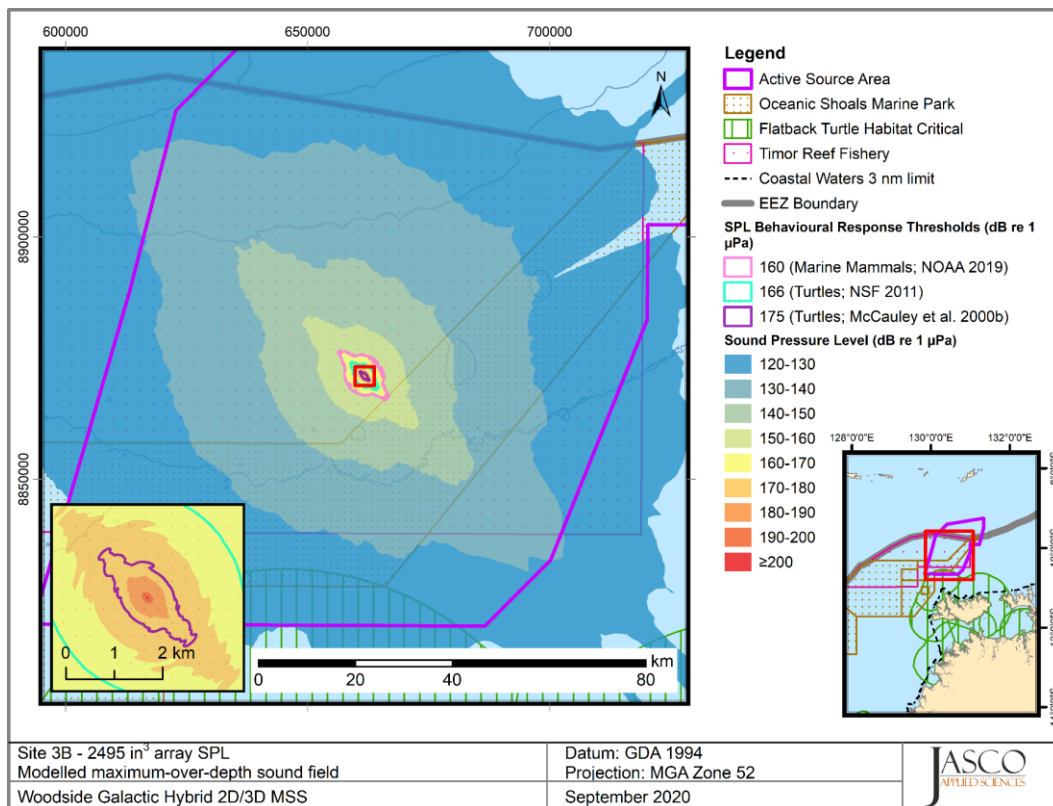 600000
650000
700000
8900000
8850000
N
Legend
Active Source Area
Oceanic Shoals Marine Park
Flatback Turtle Habitat Critical
Timor Reef Fishery
Coastal Waters 3 nm limit
EEZ Boundary
SPL Behavioural Response Thresholds (dB re 1
µPa)
160 (Marine Mammals; NOAA 2019)
166 (Turtles; NSF 2011)
175 (Turtles; McCauley et al. 2000b)
Sound Pressure Level (dB re 1 µPa)
120-130
130-140
140-150
150-160
160-170
170-180
180-190
190-200
≥200
0 1 2 km
km
0 20 40 80
128°0'0"E 130°0'0"E 132°0'0"E
Site 3B - 2495 in³ array SPL
Modelled maximum-over-depth sound field
Woodside Galactic Hybrid 2D/3D MSS
Datum: GDA 1994
Projection: MGA Zone 52
September 2020
JASCO
APPLIED SCIENCES